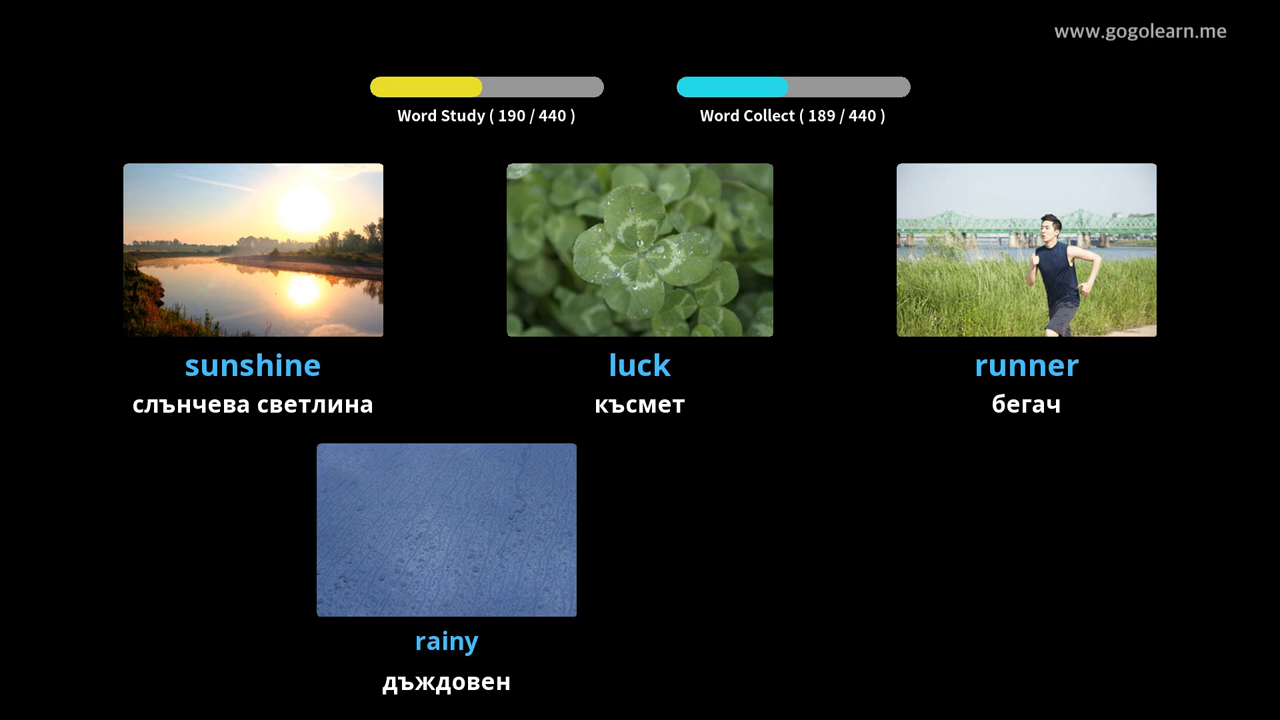 www.gogolearn.me
Word Study ( 190 / 440 )
Word Collect ( 189 / 440 )
sunshine
слънчева светлина
luck
късмет
runner
бегач
rainy
дъждовен